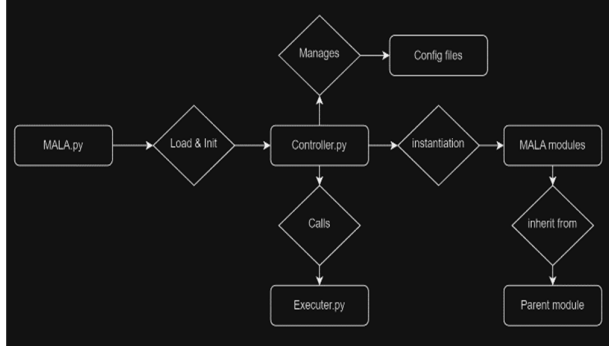 Manages
Config files
MALA.py
Load & Init
Controller.py
instantiation
MALA modules
Calls
inherit from
Executer.py
Parent module